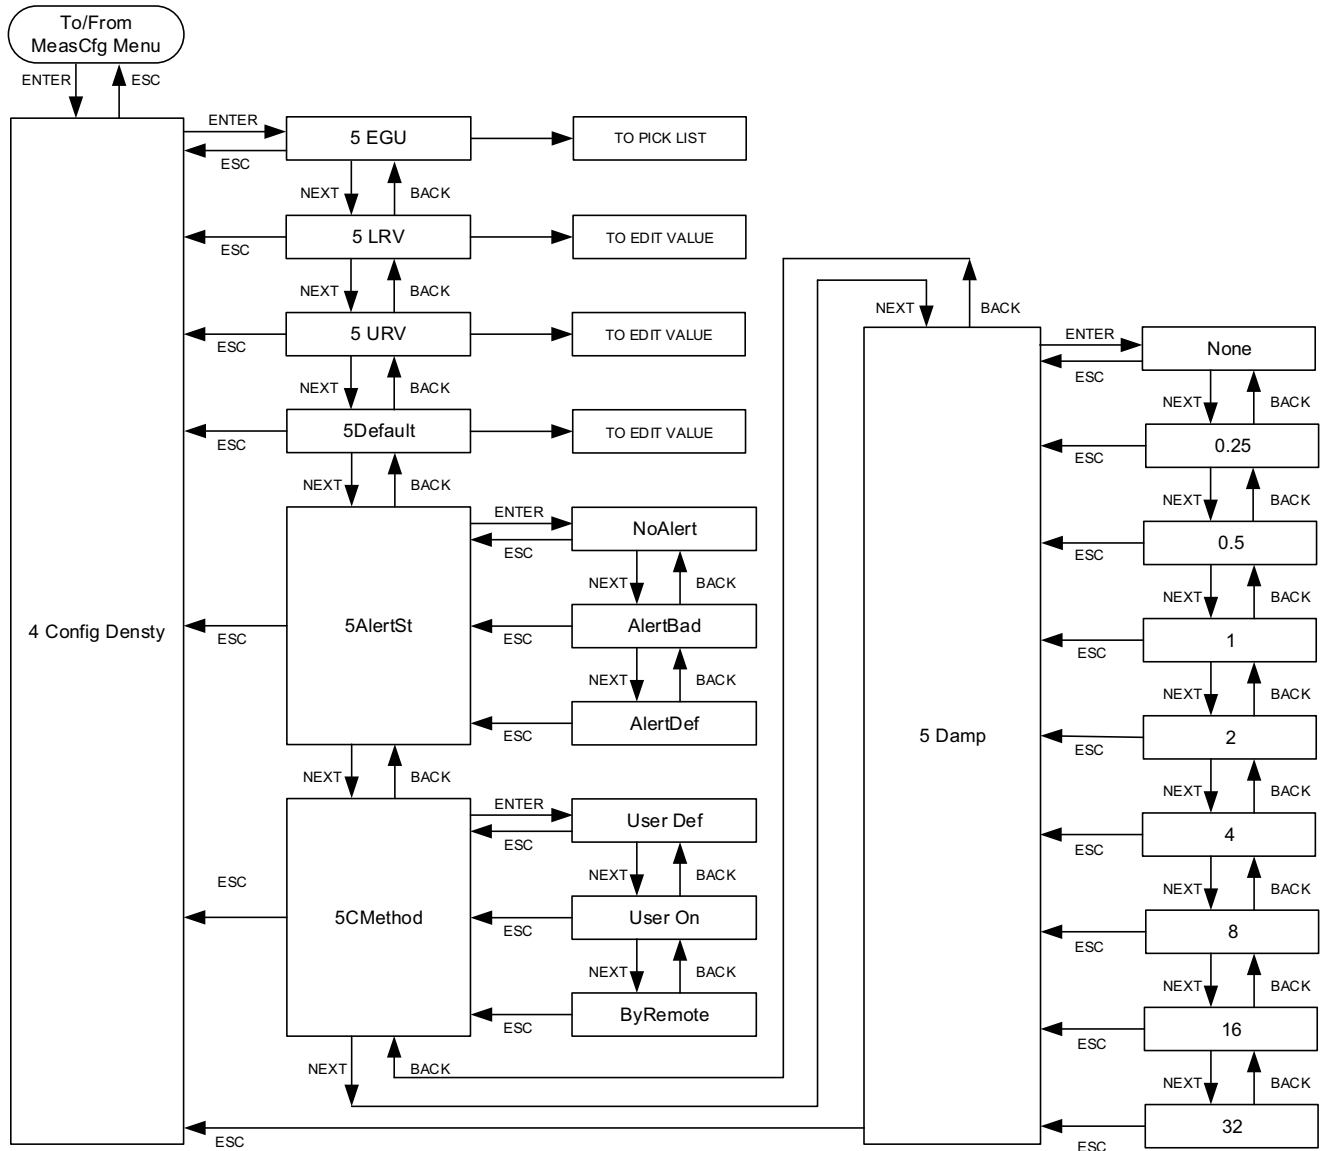 To/From
MeasCfg Menu
ENTER
ESC
4 Config Densty
ENTER
ESC
5 EGU
TO PICK LIST
NEXT
BACK
ESC
5 LRV
TO EDIT VALUE
NEXT
BACK
ESC
5 URV
TO EDIT VALUE
NEXT
BACK
ESC
5Default
TO EDIT VALUE
NEXT
BACK
ESC
5AlertSt
ENTER
ESC
NoAlert
NEXT
BACK
ESC
AlertBad
NEXT
BACK
ESC
AlertDef
NEXT
BACK
ESC
5CMethod
ENTER
ESC
User Def
NEXT
BACK
ESC
User On
NEXT
BACK
ESC
ByRemote
NEXT
BACK
ESC
NEXT
BACK
5 Damp
ENTER
ESC
None
NEXT
BACK
ESC
0.25
NEXT
BACK
ESC
0.5
NEXT
BACK
ESC
1
NEXT
BACK
ESC
2
NEXT
BACK
ESC
4
NEXT
BACK
ESC
8
NEXT
BACK
ESC
16
NEXT
BACK
ESC
32